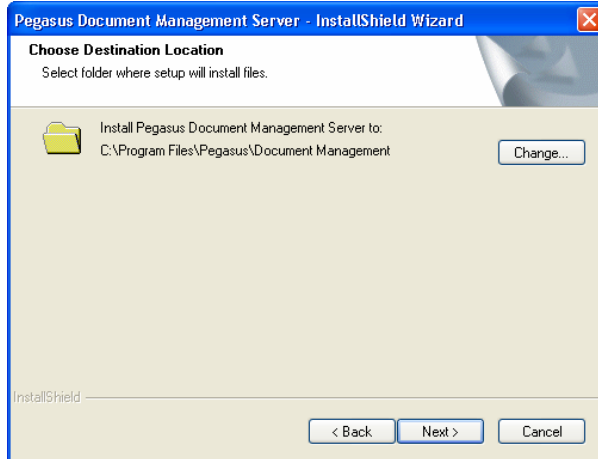 Pegasus Document Management Server - InstallShield Wizard
Choose Destination Location
Select folder where setup will install files.
Install Pegasus Document Management Server to:
C:\Program Files\Pegasus\Document Management
Change...
InstallShield
< Back
Next >
Cancel